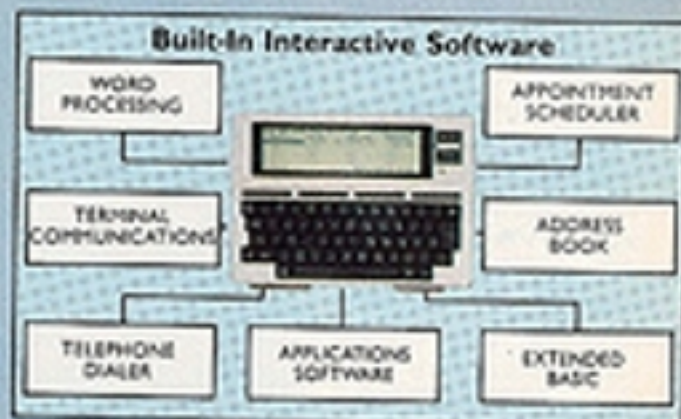 Built-In Interactive Software
WORD
PROCESSING
APPOINTMENT
SCHEDULER
TERMINAL
COMMUNICATIONS
ADDRESS
BOOK
TELEPHONE
DIALER
APPLICATIONS
SOFTWARE
EXTENDED
BASIC